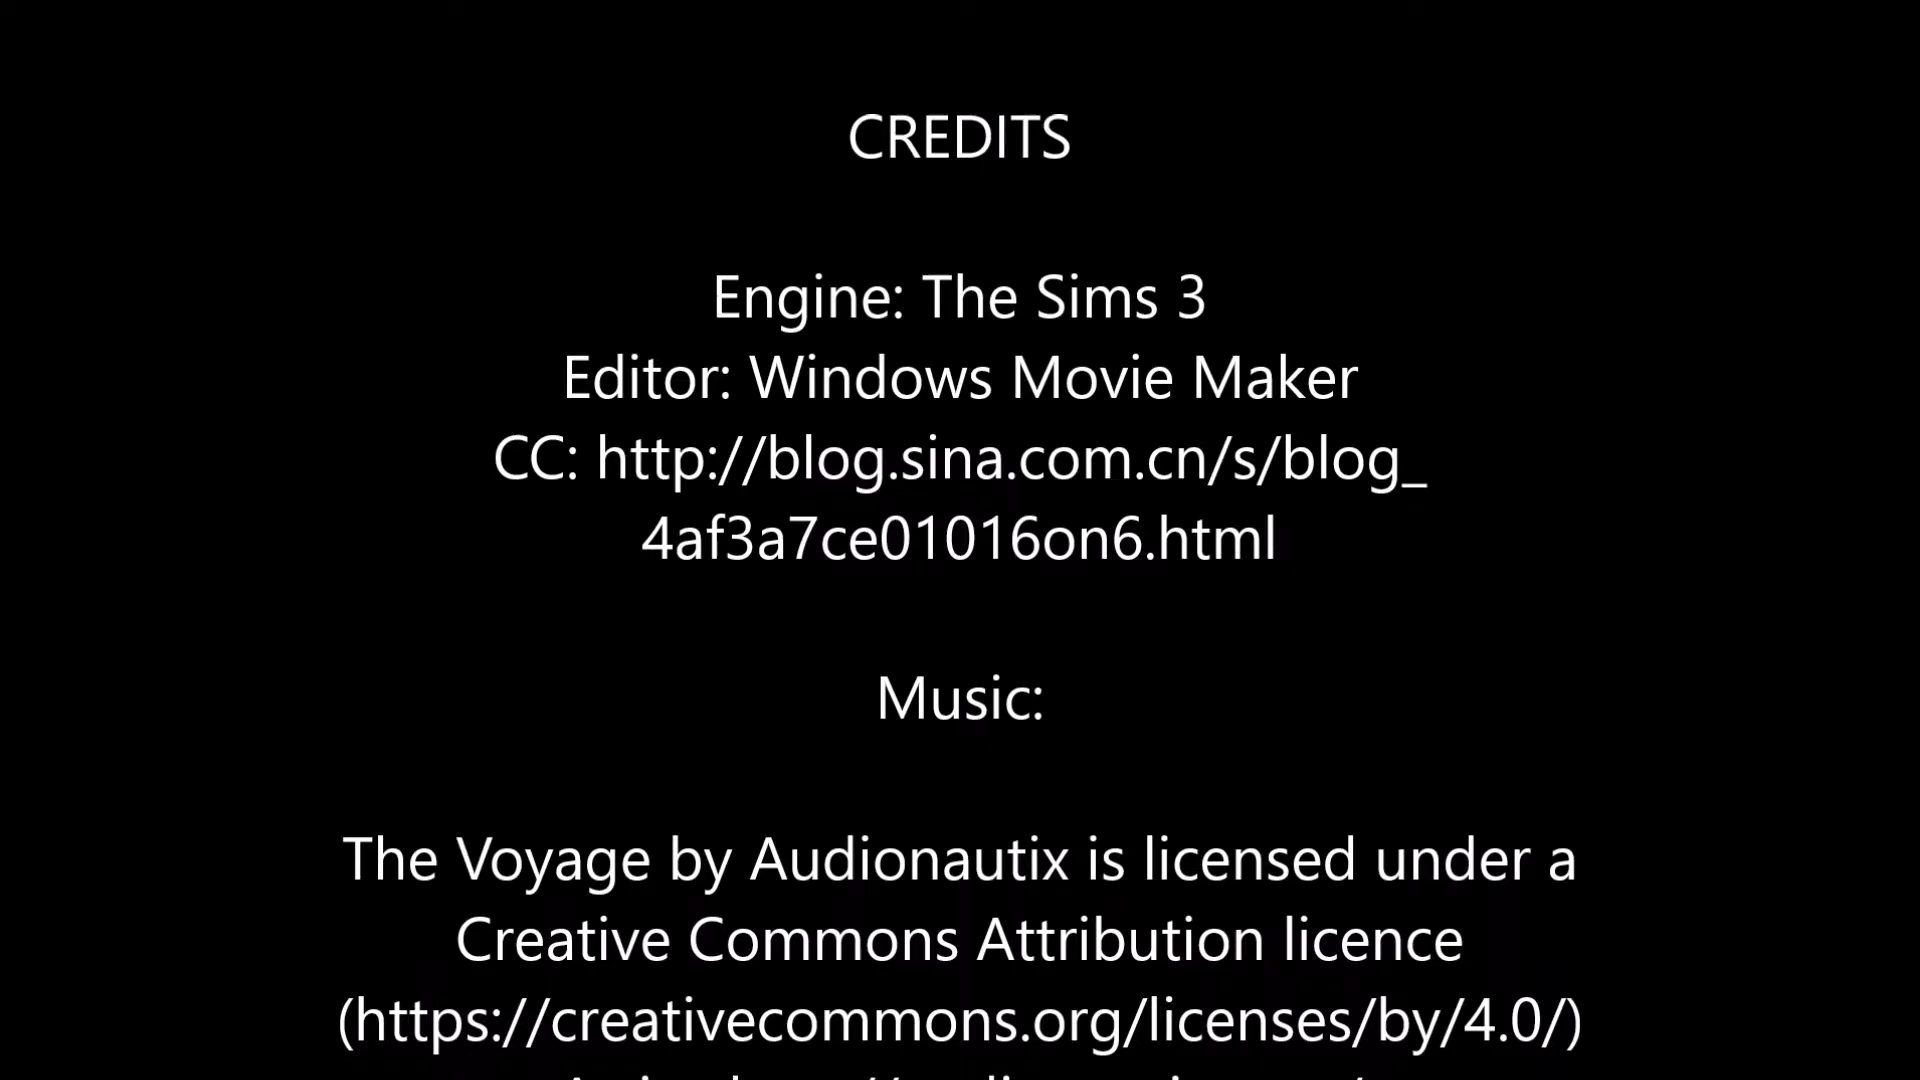 CREDITS
Engine: The Sims 3
Editor: Windows Movie Maker
CC: http://blog.sina.com.cn/s/blog_
4af3a7ce01016on6.html
Music:
The Voyage by Audionautix is licensed under a
Creative Commons Attribution licence
(https://creativecommons.org/licenses/by/4.0/)